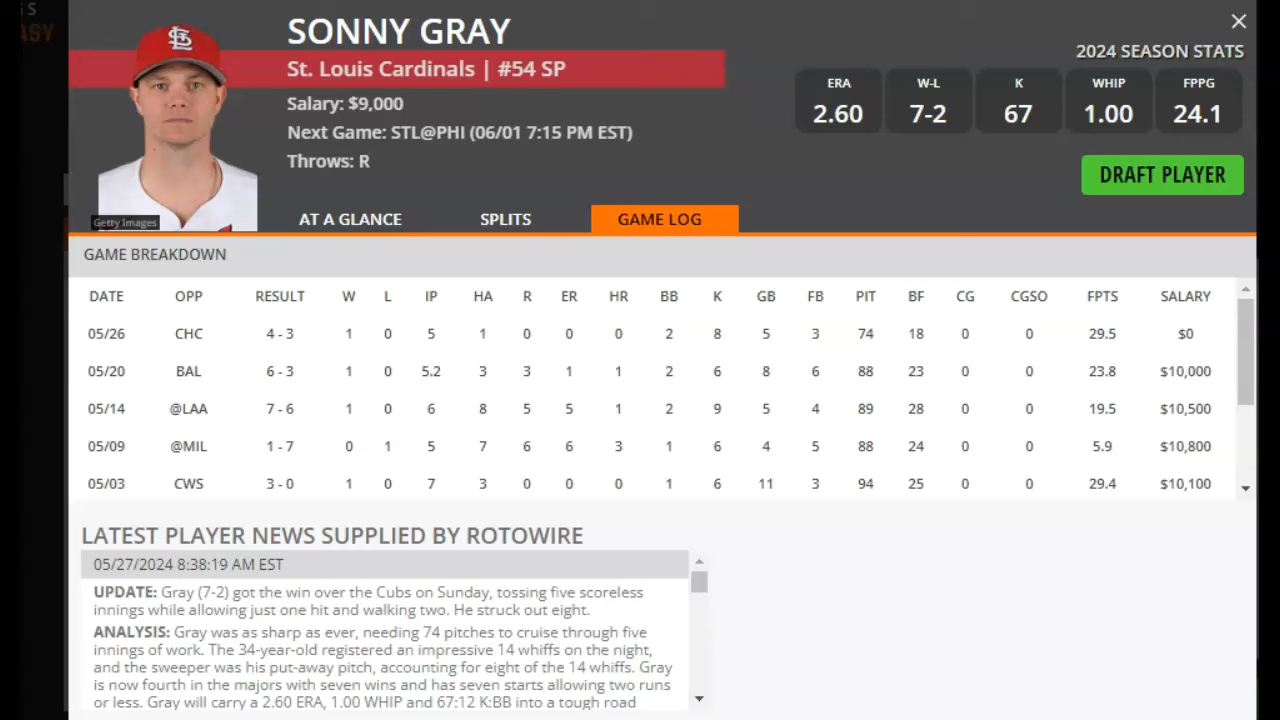 S
ASY
SONNY GRAY
St. Louis Cardinals | #54 SP
Salary: $9,000
Next Game: STL@PHI (06/01 7:15 PM EST)
Throws: R
Getty Images
2024 SEASON STATS
ERA W-L K WHIP FPPG
2.60 7-2 67 1.00 24.1
DRAFT PLAYER
AT A GLANCE SPLITS GAME LOG
GAME BREAKDOWN
DATE OPP RESULT W L IP HA R ER HR BB K GB FB PIT BF CG CGSO FPTS SALARY
05/26 CHC 4 - 3 1 0 5 1 0 0 0 2 8 5 3 74 18 0 0 29.5 $0
05/20 BAL 6 - 3 1 0 5.2 3 3 1 1 2 6 8 6 88 23 0 0 23.8 $10,000
05/14 @LAA 7 - 6 1 0 6 8 5 5 1 2 9 5 4 89 28 0 0 19.5 $10,500
05/09 @MIL 1 - 7 0 1 5 7 6 6 3 1 6 4 5 88 24 0 0 5.9 $10,800
05/03 CWS 3 - 0 1 0 7 3 0 0 0 1 6 11 3 94 25 0 0 29.4 $10,100
LATEST PLAYER NEWS SUPPLIED BY ROTOWIRE
05/27/2024 8:38:19 AM EST
UPDATE: Gray (7-2) got the win over the Cubs on Sunday, tossing five scoreless
innings while allowing just one hit and walking two. He struck out eight.
ANALYSIS: Gray was as sharp as ever, needing 74 pitches to cruise through five
innings of work. The 34-year-old registered an impressive 14 whiffs on the night,
and the sweeper was his put-away pitch, accounting for eight of the 14 whiffs. Gray
is now fourth in the majors with seven wins and has seven starts allowing two runs
or less. Gray will carry a 2.60 ERA, 1.00 WHIP and 67:12 K:BB into a tough road